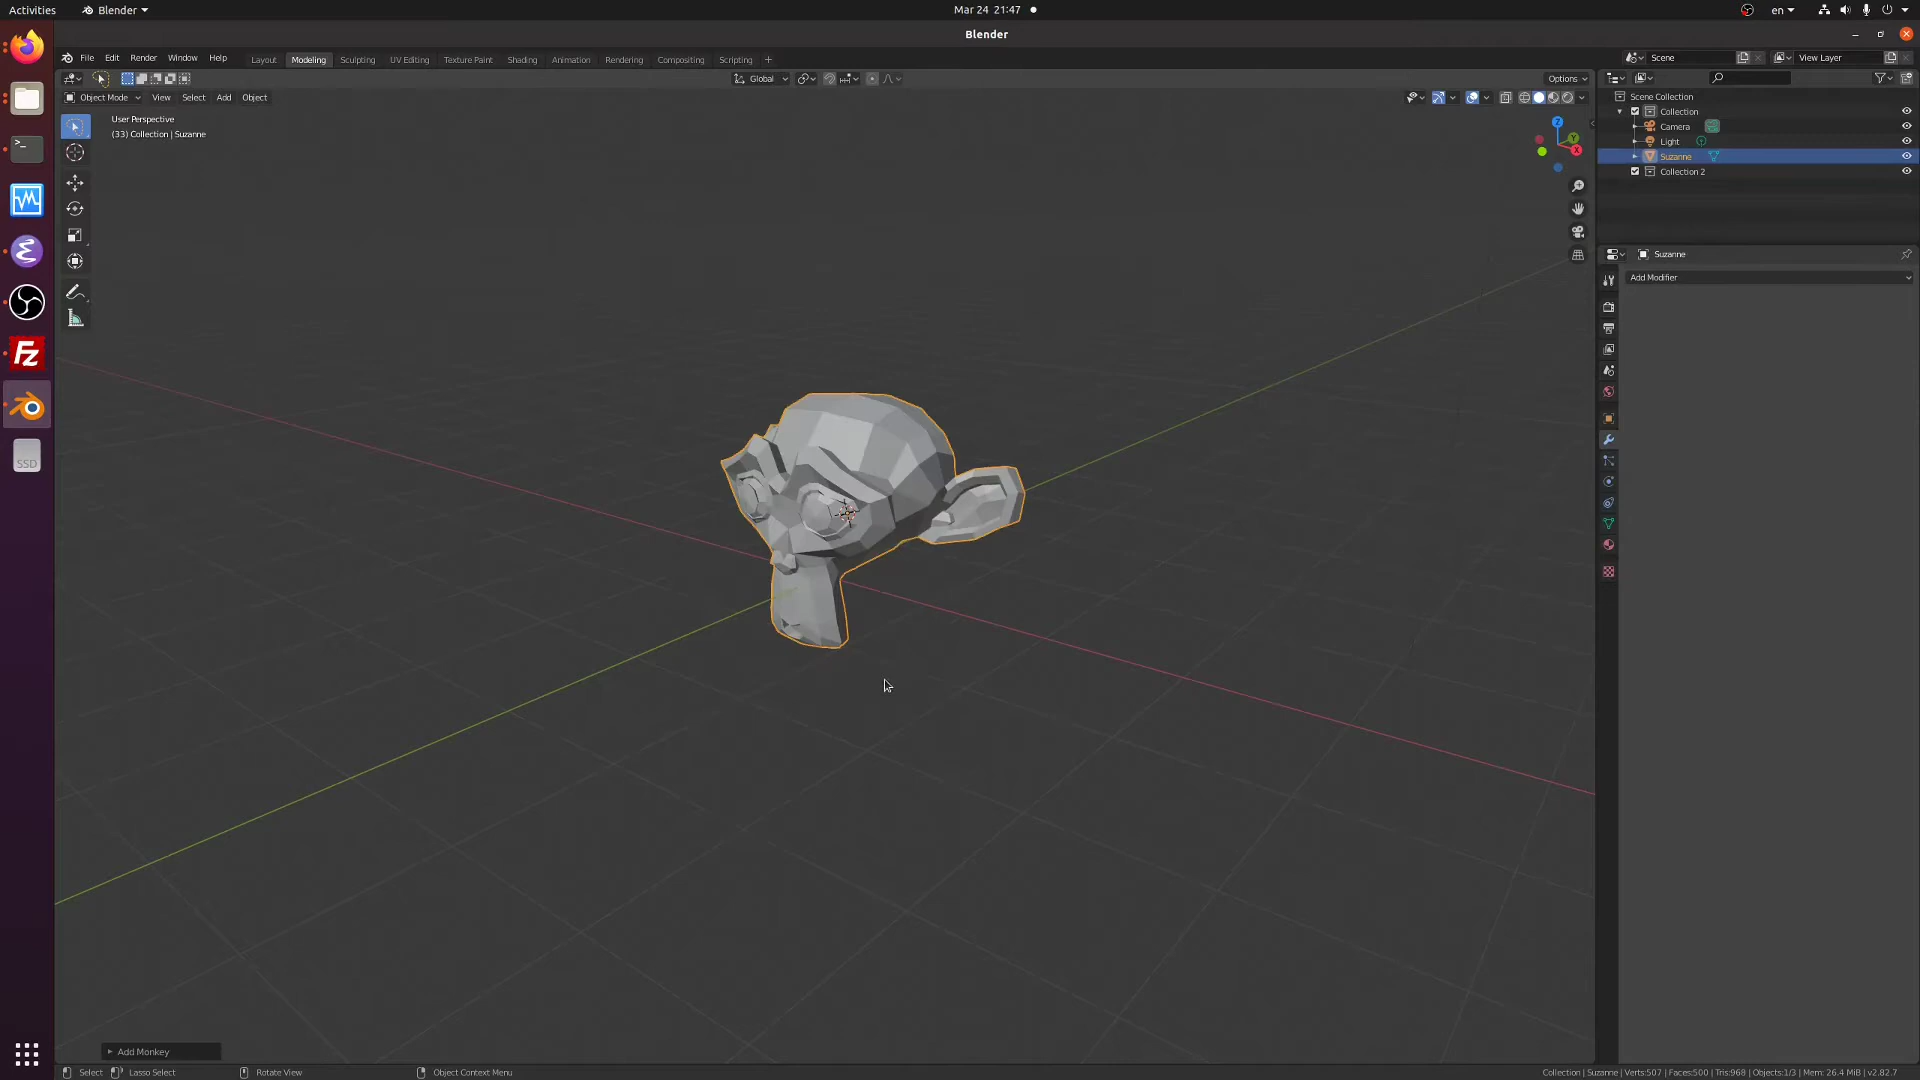 Activities
Blender
Mar 24 21:47
en
Blender
File Edit Render Window Help
Layout Modeling Sculpting UV Editing Texture Paint Shading Animation Rendering Compositing Scripting +
Scene
View Layer
Global
Options
Object Mode View Select Add Object
User Perspective
(33) Collection | Suzanne
Z
Y
X
Scene Collection
Collection
Camera
Light
Suzanne
Collection 2
Suzanne
Add Modifier
>_
Fz
SSD
Add Monkey
Select Lasso Select Rotate View Object Context Menu
Collection | Suzanne | Verts:507 | Faces:500 | Tris:968 | Objects:1/3 | Mem: 26.4 MiB | v2.82.7